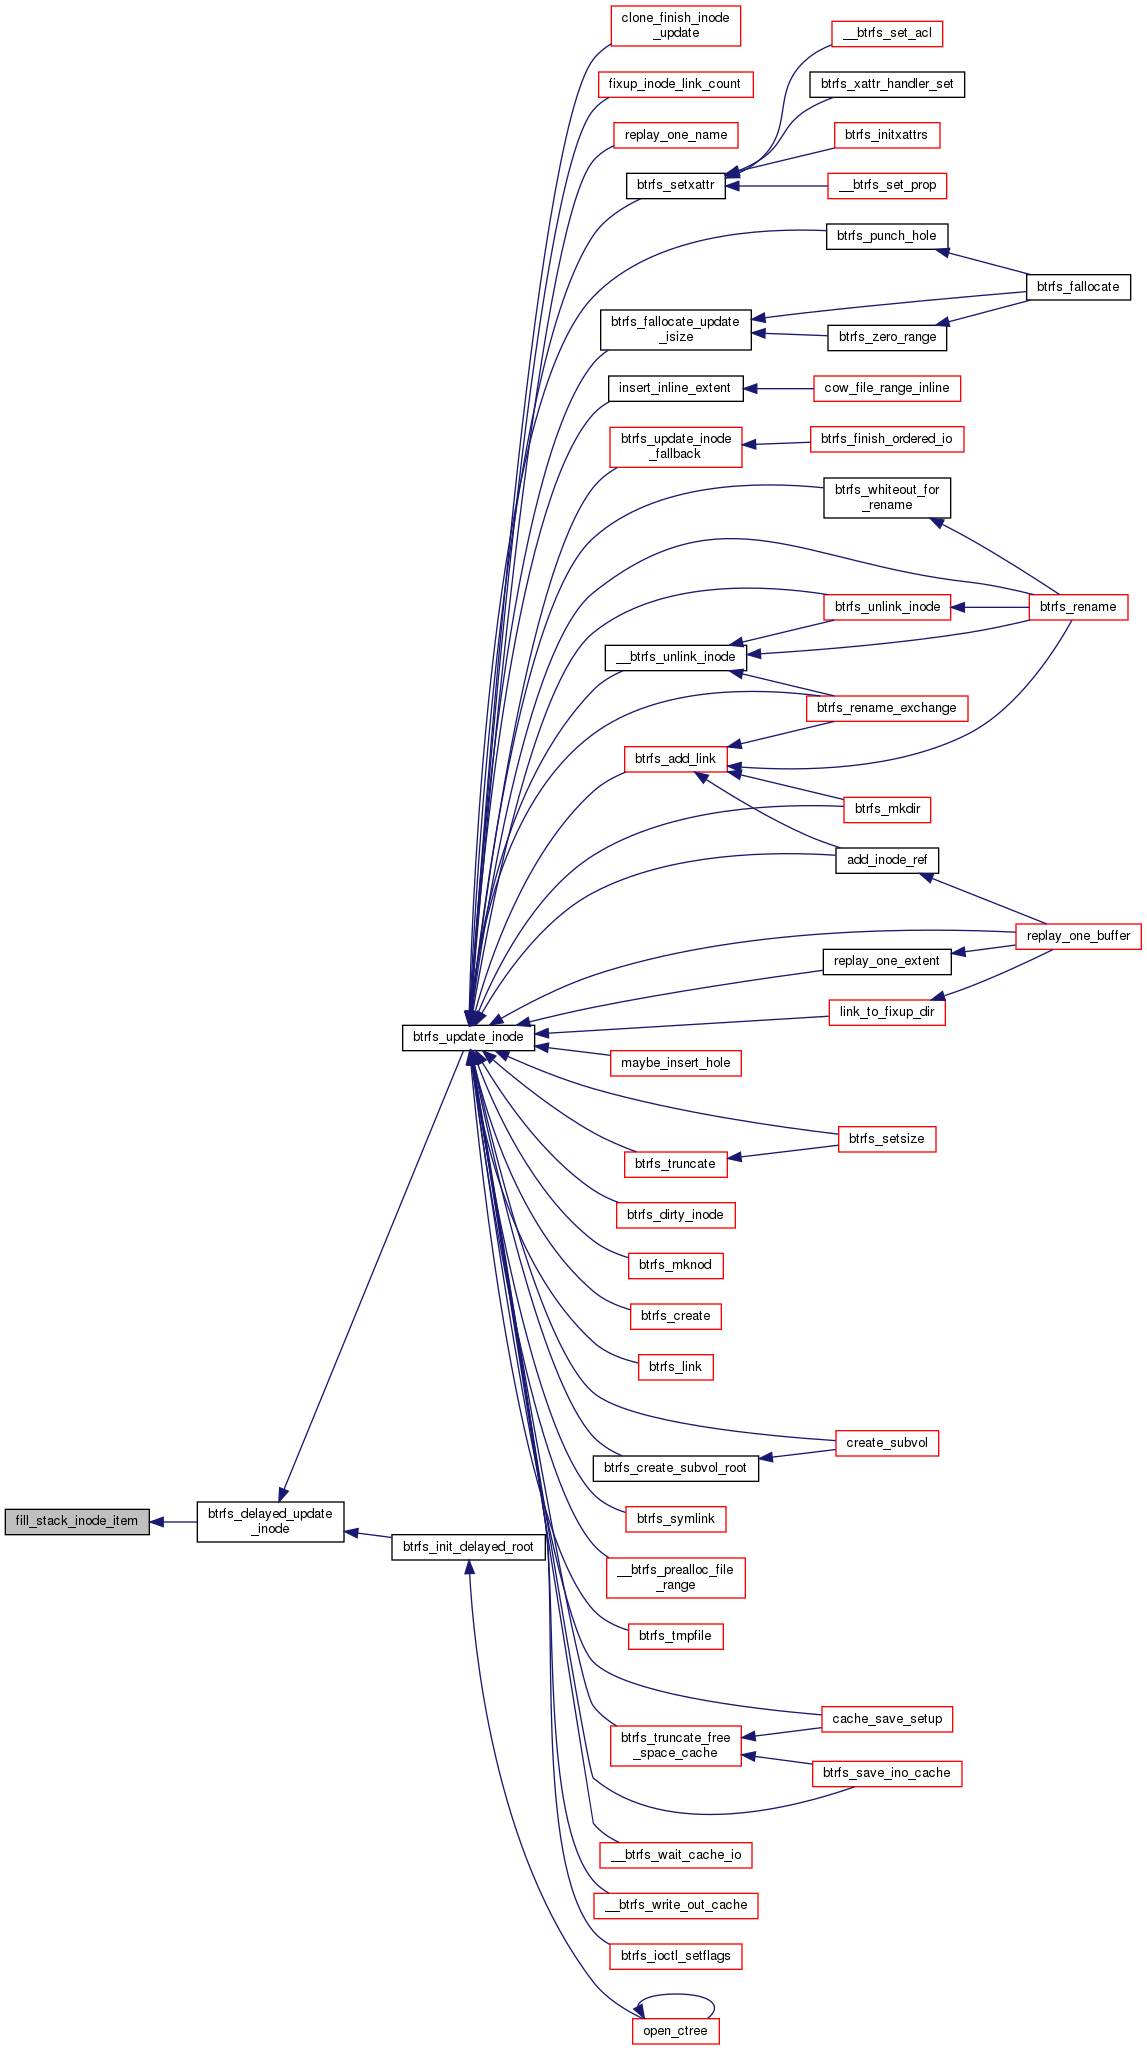 clone_finish_inode
_update
__btrfs_set_acl
fixup_inode_link_count
btrfs_xattr_handler_set
replay_one_name
btrfs_initxattrs
btrfs_setxattr
__btrfs_set_prop
btrfs_punch_hole
btrfs_fallocate
btrfs_fallocate_update
_isize
btrfs_zero_range
insert_inline_extent
cow_file_range_inline
btrfs_update_inode
_fallback
btrfs_finish_ordered_io
btrfs_whiteout_for
_rename
btrfs_unlink_inode
btrfs_rename
__btrfs_unlink_inode
btrfs_rename_exchange
btrfs_add_link
btrfs_mkdir
add_inode_ref
replay_one_buffer
replay_one_extent
link_to_fixup_dir
btrfs_update_inode
maybe_insert_hole
btrfs_setsize
btrfs_truncate
btrfs_dirty_inode
btrfs_mknod
btrfs_create
btrfs_link
create_subvol
btrfs_create_subvol_root
fill_stack_inode_item
btrfs_delayed_update
_inode
btrfs_symlink
btrfs_init_delayed_root
__btrfs_prealloc_file
_range
btrfs_tmpfile
cache_save_setup
btrfs_truncate_free
_space_cache
btrfs_save_ino_cache
__btrfs_wait_cache_io
__btrfs_write_out_cache
btrfs_ioctl_setflags
open_ctree